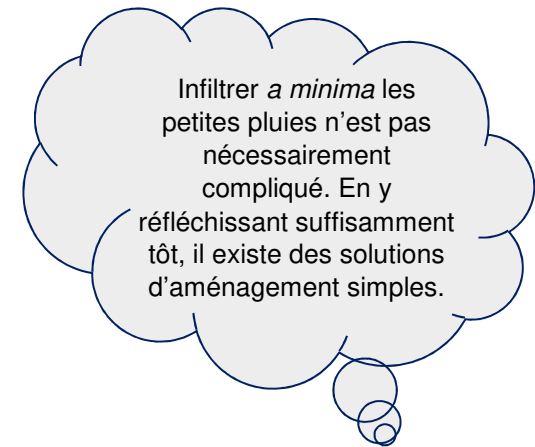 Infiltrer a minima les
petites pluies n’est pas
nécessairement
compliqué. En y
réfléchissant suffisamment
tôt, il existe des solutions
d’aménagement simples.